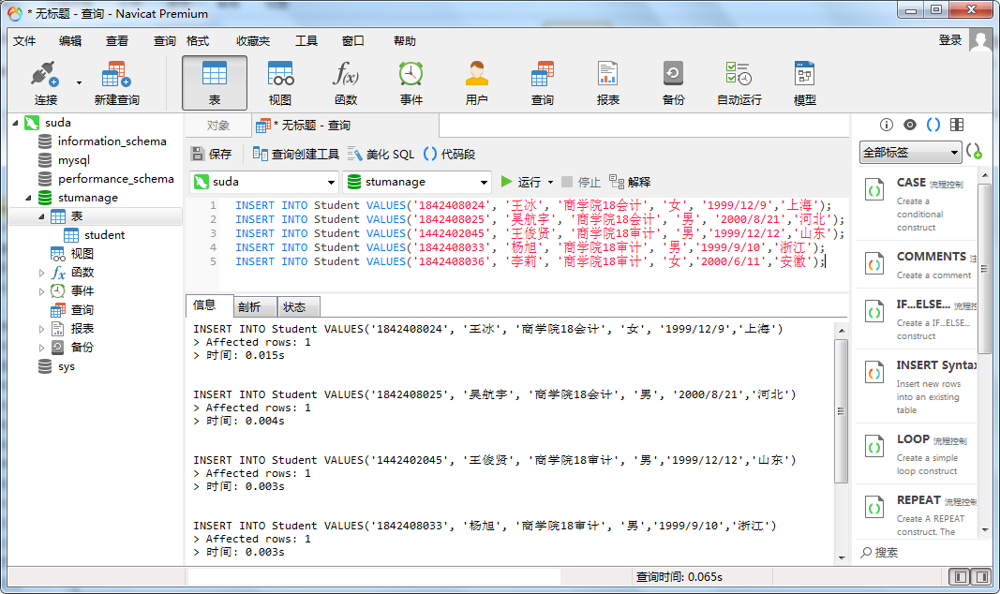 * 无标题 - 查询 - Navicat Premium
文件 编辑 查看 查询 格式 收藏夹 工具 窗口 帮助 登录
连接 新建查询 表 视图 函数 事件 用户 查询 报表 备份 自动运行 模型
suda
information_schema
mysql
performance_schema
stumanage
表
student
视图
函数
事件
查询
报表
备份
sys
对象 * 无标题 - 查询
保存 查询创建工具 美化 SQL () 代码段
suda stumanage 运行 停止 解释
1 INSERT INTO Student VALUES('1842408024', '王冰', '商学院18会计', '女', '1999/12/9','上海');
2 INSERT INTO Student VALUES('1842408025', '吴航宇', '商学院18会计', '男', '2000/8/21','河北');
3 INSERT INTO Student VALUES('1442402045', '王俊贤', '商学院18审计', '男','1999/12/12','山东');
4 INSERT INTO Student VALUES('1842408033', '杨旭', '商学院18审计', '男','1999/9/10','浙江');
5 INSERT INTO Student VALUES('1842408036', '李莉', '商学院18审计', '女','2000/6/11','安徽');
信息 剖析 状态
INSERT INTO Student VALUES('1842408024', '王冰', '商学院18会计', '女', '1999/12/9','上海')
> Affected rows: 1
> 时间: 0.015s
INSERT INTO Student VALUES('1842408025', '吴航宇', '商学院18会计', '男', '2000/8/21','河北')
> Affected rows: 1
> 时间: 0.004s
INSERT INTO Student VALUES('1442402045', '王俊贤', '商学院18审计', '男','1999/12/12','山东')
> Affected rows: 1
> 时间: 0.003s
INSERT INTO Student VALUES('1842408033', '杨旭', '商学院18审计', '男','1999/9/10','浙江')
> Affected rows: 1
> 时间: 0.003s
全部标签
CASE 流程控制
Create a
conditional
construct
COMMENTS 注
Create a comment
IF...ELSE... 流程控
Create a IF...ELSE...
construct
INSERT Syntax
Insert new rows
into an existing
table
LOOP 流程控制
Create a simple
loop construct
REPEAT 流程控制
Create A REPEAT
construct. The
搜索
查询时间: 0.065s